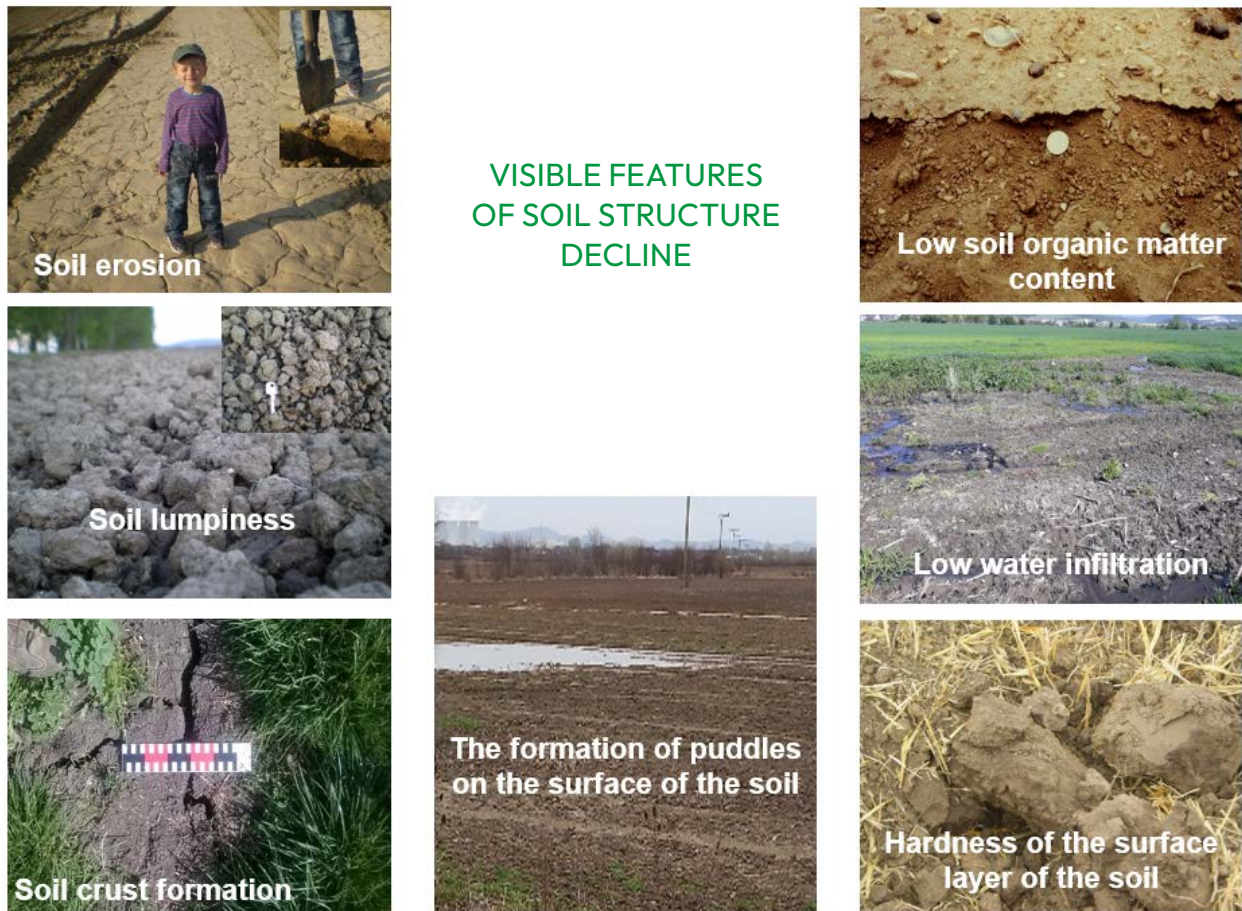 VISIBLE FEATURES
OF SOIL STRUCTURE
DECLINE
Soil erosion
Low soil organic matter
content
Soil lumpiness
Low water infiltration
The formation of puddles
on the surface of the soil
Soil crust formation
Hardness of the surface
layer of the soil